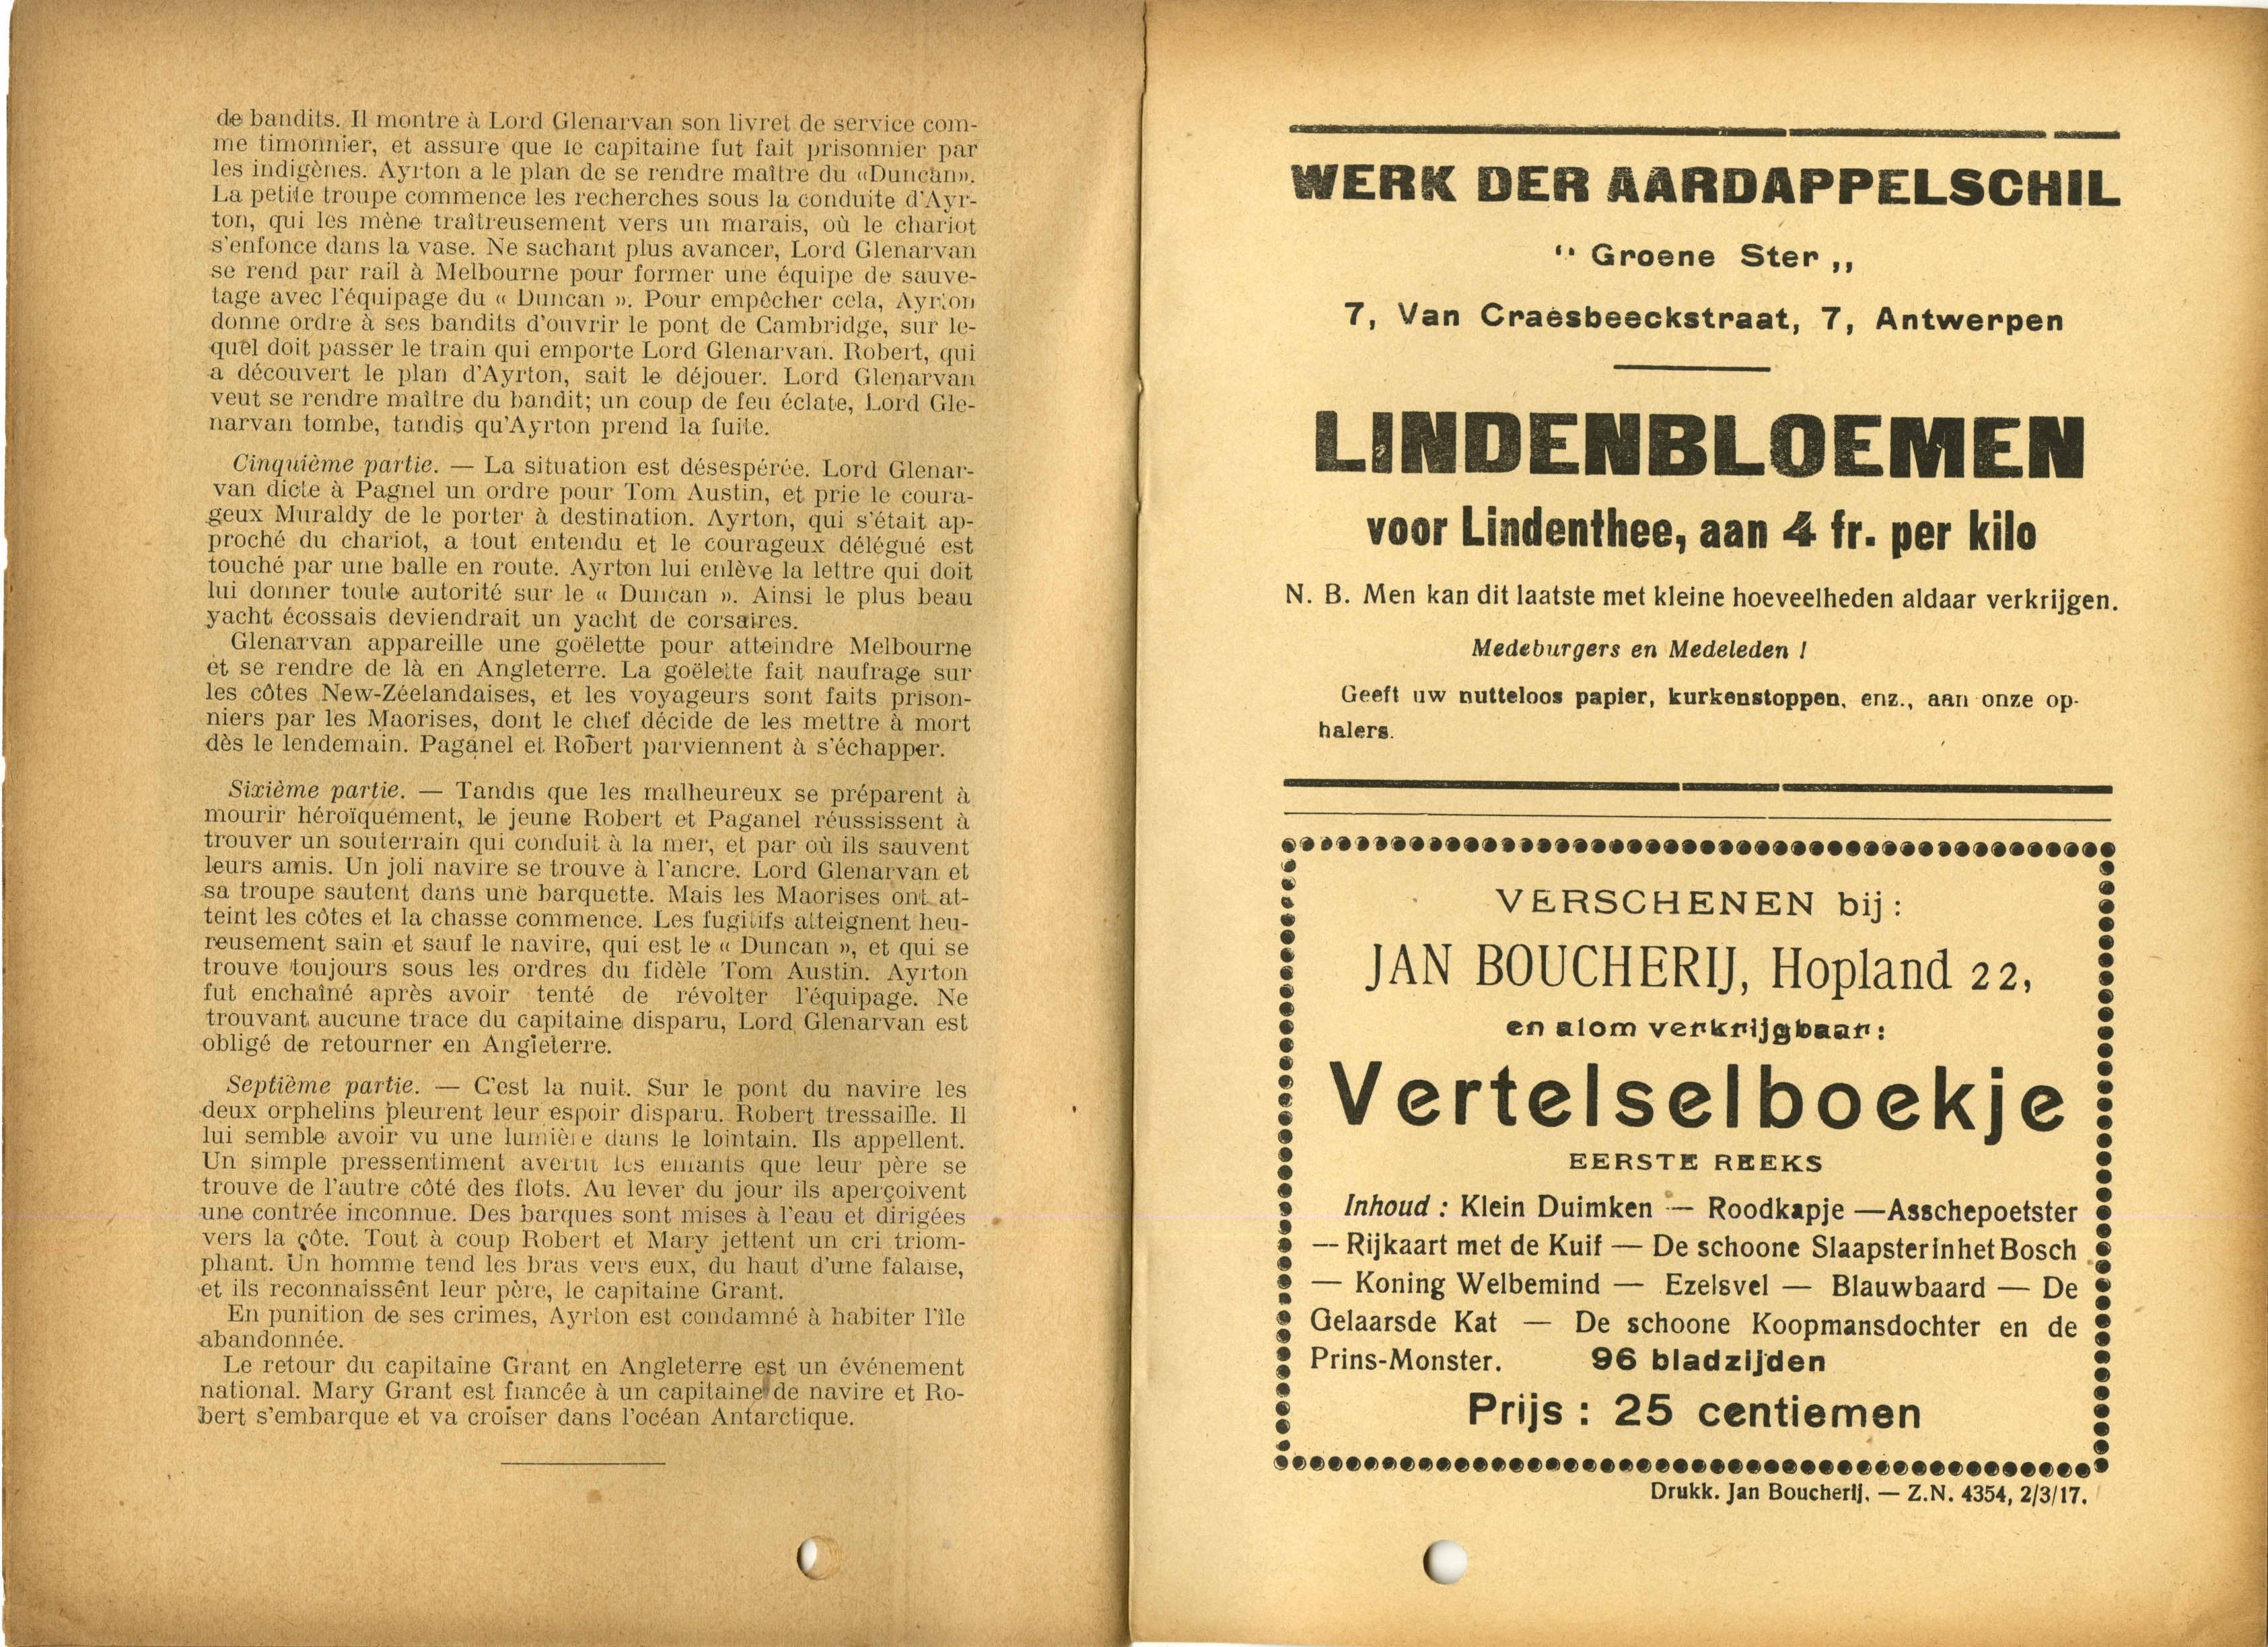 de bandits. Il montre à Lord Glenarvan son livret de service com-
me timonnier, et assure que le capitaine fut fait prisonnier par
les indigènes. Ayrton a le plan de se rendre maître du «Duncan».
La petite troupe commence les recherches sous la conduite d'Ayr-
ton, qui les mène traîtreusement vers un marais, où le chariot
s'enfonce dans la vase. Ne sachant plus avancer, Lord Glenarvan
se rend par rail à Melbourne pour former une équipe de sauve-
tage avec l'équipage du « Duncan ». Pour empêcher cela, Ayrton
donne ordre à ses bandits d'ouvrir le pont de Cambridge, sur le-
quel doit passer le train qui emporte Lord Glenarvan. Robert, qui
a découvert le plan d'Ayrton, sait le déjouer. Lord Glenarvan
veut se rendre maître du bandit; un coup de feu éclate, Lord Gle-
narvan tombe, tandis qu'Ayrton prend la fuite.
Cinquième partie. — La situation est désespérée. Lord Glenar-
van dicte à Pagnel un ordre pour Tom Austin, et prie le coura-
geux Muraldy de le porter à destination. Ayrton, qui s'était ap-
proché du chariot, a tout entendu et le courageux délégué est
touché par une balle en route. Ayrton lui enlève la lettre qui doit
lui donner toute autorité sur le « Duncan ». Ainsi le plus beau
yacht écossais deviendrait un yacht de corsaires.
Glenarvan appareille une goëlette pour atteindre Melbourne
et se rendre de là en Angleterre. La goëlette fait naufrage sur
les côtes New-Zéelandaises, et les voyageurs sont faits prison-
niers par les Maorises, dont le chef décide de les mettre à mort
dès le lendemain. Paganel et Robert parviennent à s'échapper.
Sixième partie. — Tandis que les malheureux se préparent à
mourir héroïquement, le jeune Robert et Paganel réussissent à
trouver un souterrain qui conduit à la mer, et par où ils sauvent
leurs amis. Un joli navire se trouve à l'ancre. Lord Glenarvan et
sa troupe sautent dans une barquette. Mais les Maorises ont at-
teint les côtes et la chasse commence. Les fugitifs atteignent heu-
reusement sain et sauf le navire, qui est le « Duncan », et qui se
trouve toujours sous les ordres du fidèle Tom Austin. Ayrton
fut enchaîné après avoir tenté de révolter l'équipage. Ne
trouvant aucune trace du capitaine disparu, Lord Glenarvan est
obligé de retourner en Angleterre.
Septième partie. — C'est la nuit. Sur le pont du navire les
deux orphelins pleurent leur espoir disparu. Robert tressaille. Il
lui semble avoir vu une lumière dans le lointain. Ils appellent.
Un simple pressentiment avertit les enfants que leur père se
trouve de l'autre côté des flots. Au lever du jour ils aperçoivent
une contrée inconnue. Des barques sont mises à l'eau et dirigées
vers la côte. Tout à coup Robert et Mary jettent un cri triom-
phant. Un homme tend les bras vers eux, du haut d'une falaise,
et ils reconnaissent leur père, le capitaine Grant.
En punition de ses crimes, Ayrton est condamné à habiter l'île
abandonnée.
Le retour du capitaine Grant en Angleterre est un événement
national. Mary Grant est fiancée à un capitaine de navire et Ro-
bert s'embarque et va croiser dans l'océan Antarctique.
WERK DER AARDAPPELSCHIL
“ Groene Ster „
7, Van Craesbeeckstraat, 7, Antwerpen
LINDENBLOEMEN
voor Lindenthee, aan 4 fr. per kilo
N. B. Men kan dit laatste met kleine hoeveelheden aldaar verkrijgen.
Medeburgers en Medeleden !
Geeft uw nutteloos papier, kurkenstoppen, enz., aan onze op-
halers.
VERSCHENEN bij :
JAN BOUCHERIJ, Hopland 22,
en alom verkrijgbaar :
Vertelselboekje
EERSTE REEKS
Inhoud : Klein Duimken — Roodkapje —Asschepoetster
— Rijkaart met de Kuif — De schoone Slaapster in het Bosch
— Koning Welbemind — Ezelsvel — Blauwbaard — De
Gelaarsde Kat — De schoone Koopmansdochter en de
Prins-Monster. 96 bladzijden
Prijs : 25 centiemen
Drukk. Jan Boucherij. — Z.N. 4354, 2/3/17.